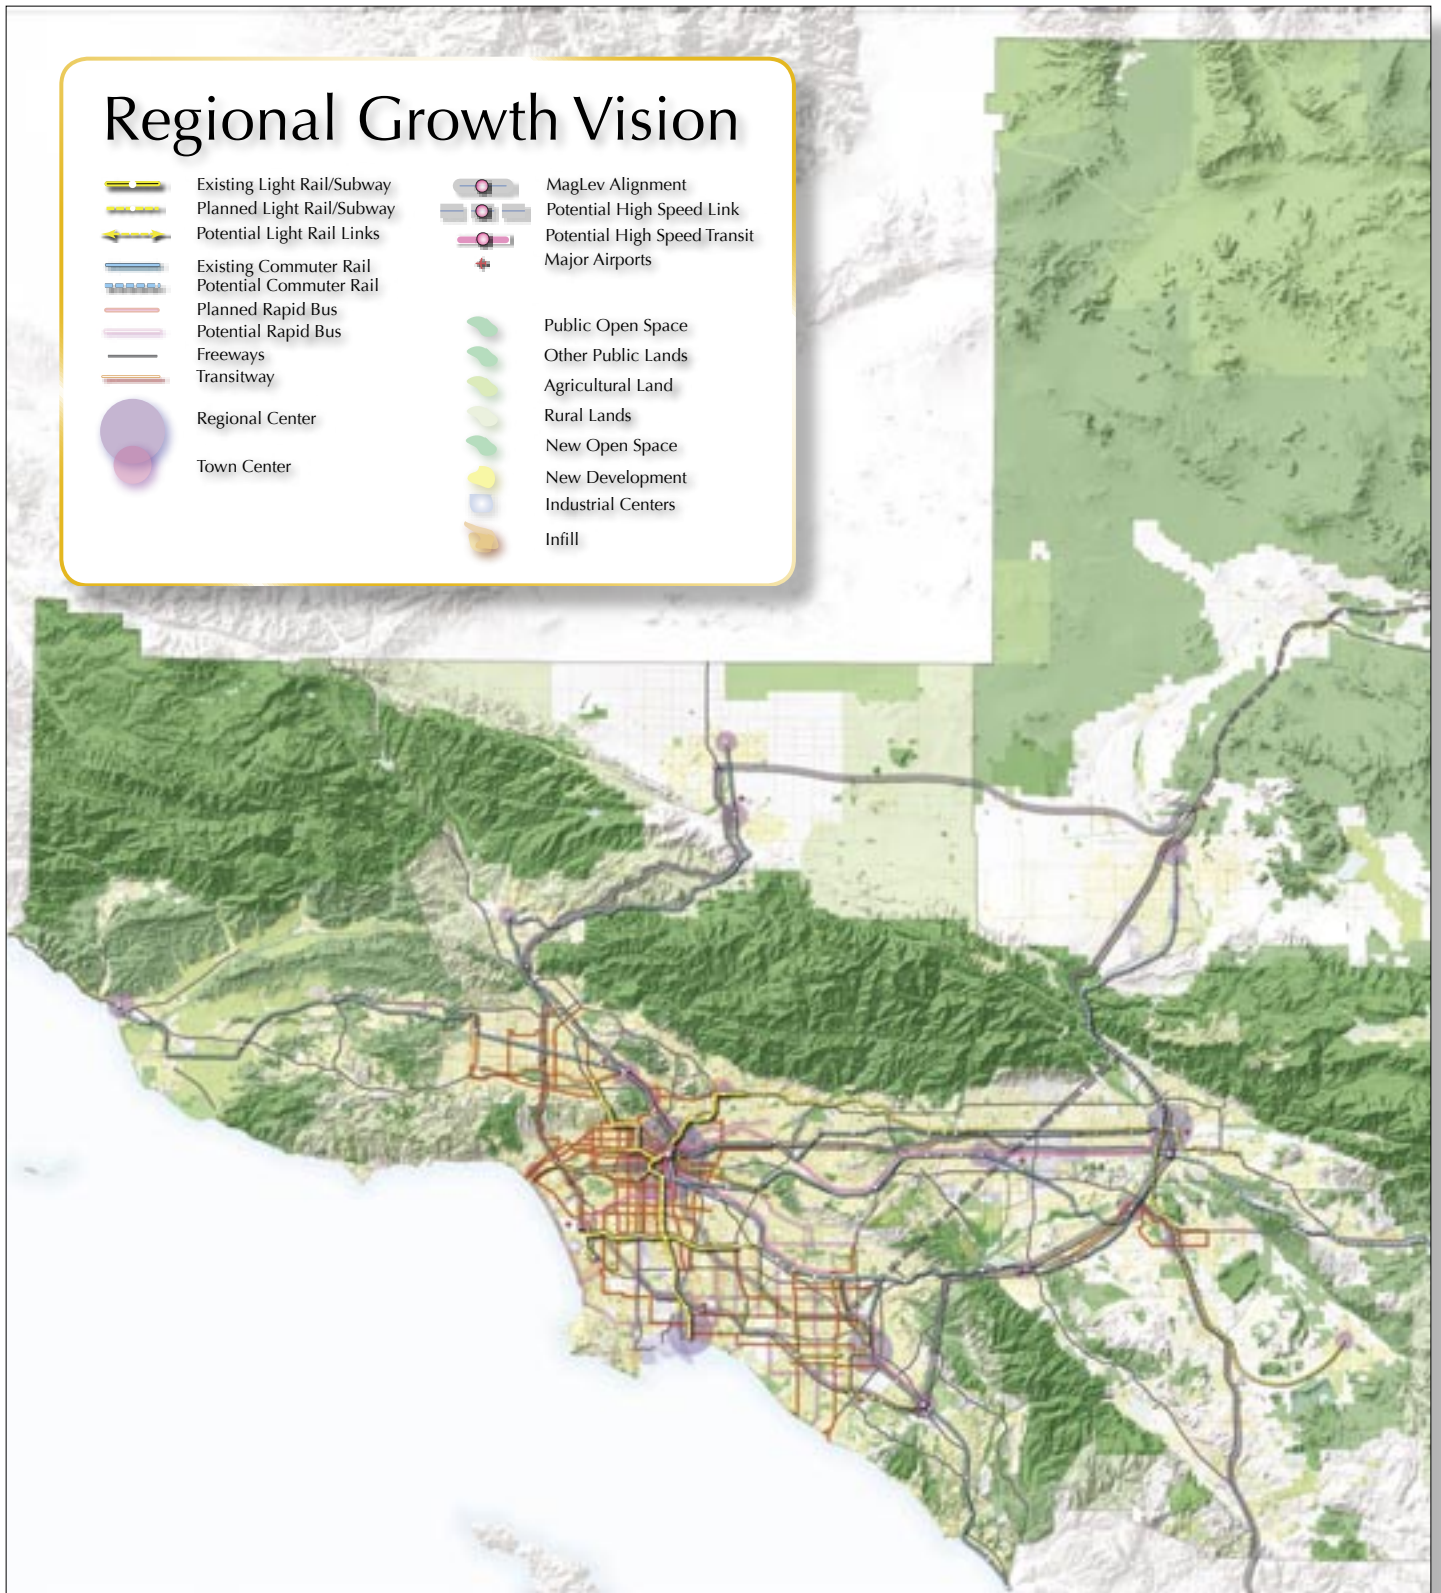 Regional Growth Vision
Existing Light Rail/Subway
Planned Light Rail/Subway
Potential Light Rail Links
Existing Commuter Rail
Potential Commuter Rail
Planned Rapid Bus
Potential Rapid Bus
Freeways
Transitway
Regional Center
Town Center
MagLev Alignment
Potential High Speed Link
Potential High Speed Transit
Major Airports
Public Open Space
Other Public Lands
Agricultural Land
Rural Lands
New Open Space
New Development
Industrial Centers
Infill